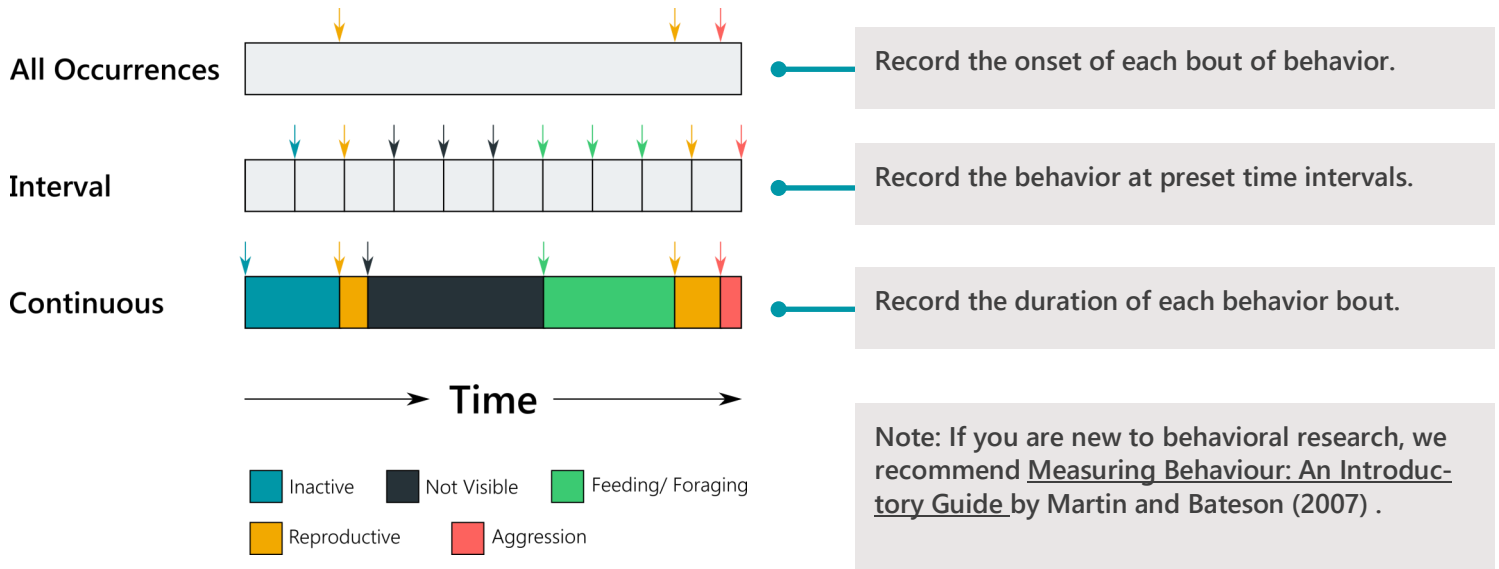 All Occurrences
Record the onset of each bout of behavior.
Interval
Record the behavior at preset time intervals.
Continuous
Record the duration of each behavior bout.
Time
Inactive
Not Visible
Feeding/ Foraging
Reproductive
Aggression
Note: If you are new to behavioral research, we
recommend Measuring Behaviour: An Introduc-
tory Guide by Martin and Bateson (2007) .